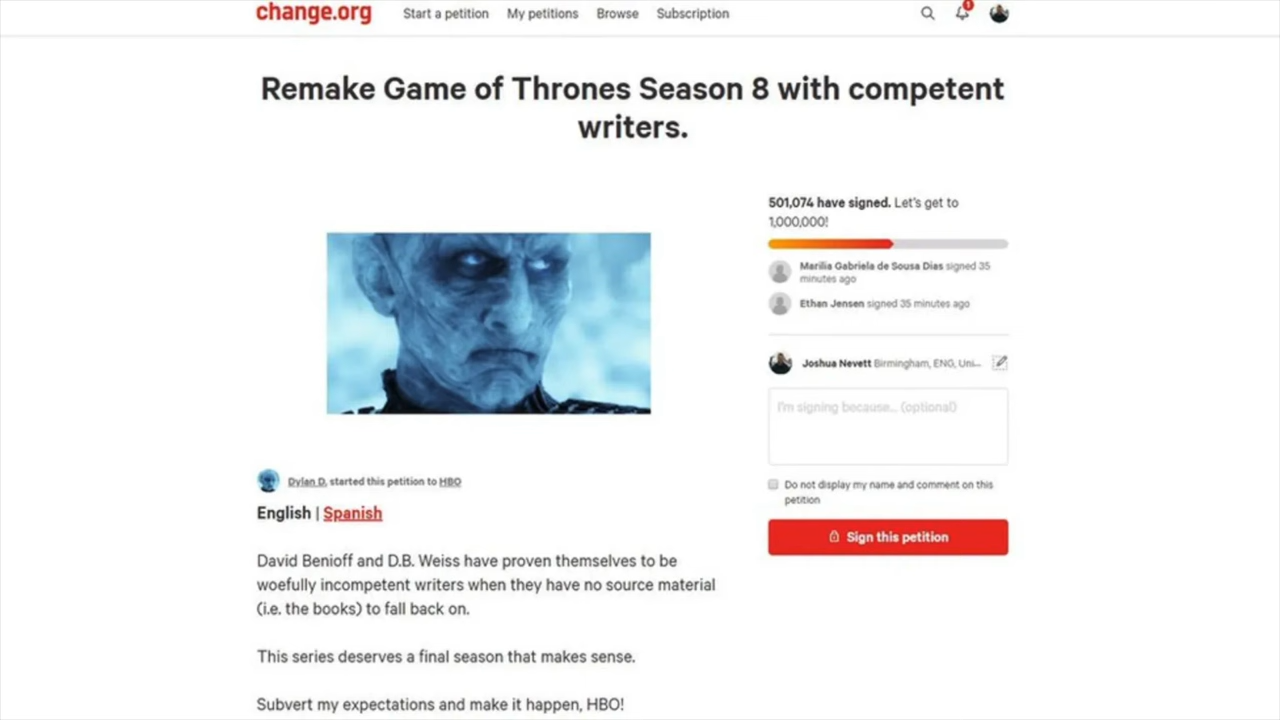 change.org Start a petition My petitions Browse Subscription
1
Remake Game of Thrones Season 8 with competent
writers.
501,074 have signed. Let's get to
1,000,000!
Marilia Gabriela de Sousa Dias signed 35
minutes ago
Ethan Jensen signed 35 minutes ago
Joshua Nevett Birmingham, ENG, Uni...
I'm signing because... (optional)
Do not display my name and comment on this
petition
Sign this petition
Dylan D. started this petition to HBO
English | Spanish
David Benioff and D.B. Weiss have proven themselves to be
woefully incompetent writers when they have no source material
(i.e. the books) to fall back on.
This series deserves a final season that makes sense.
Subvert my expectations and make it happen, HBO!